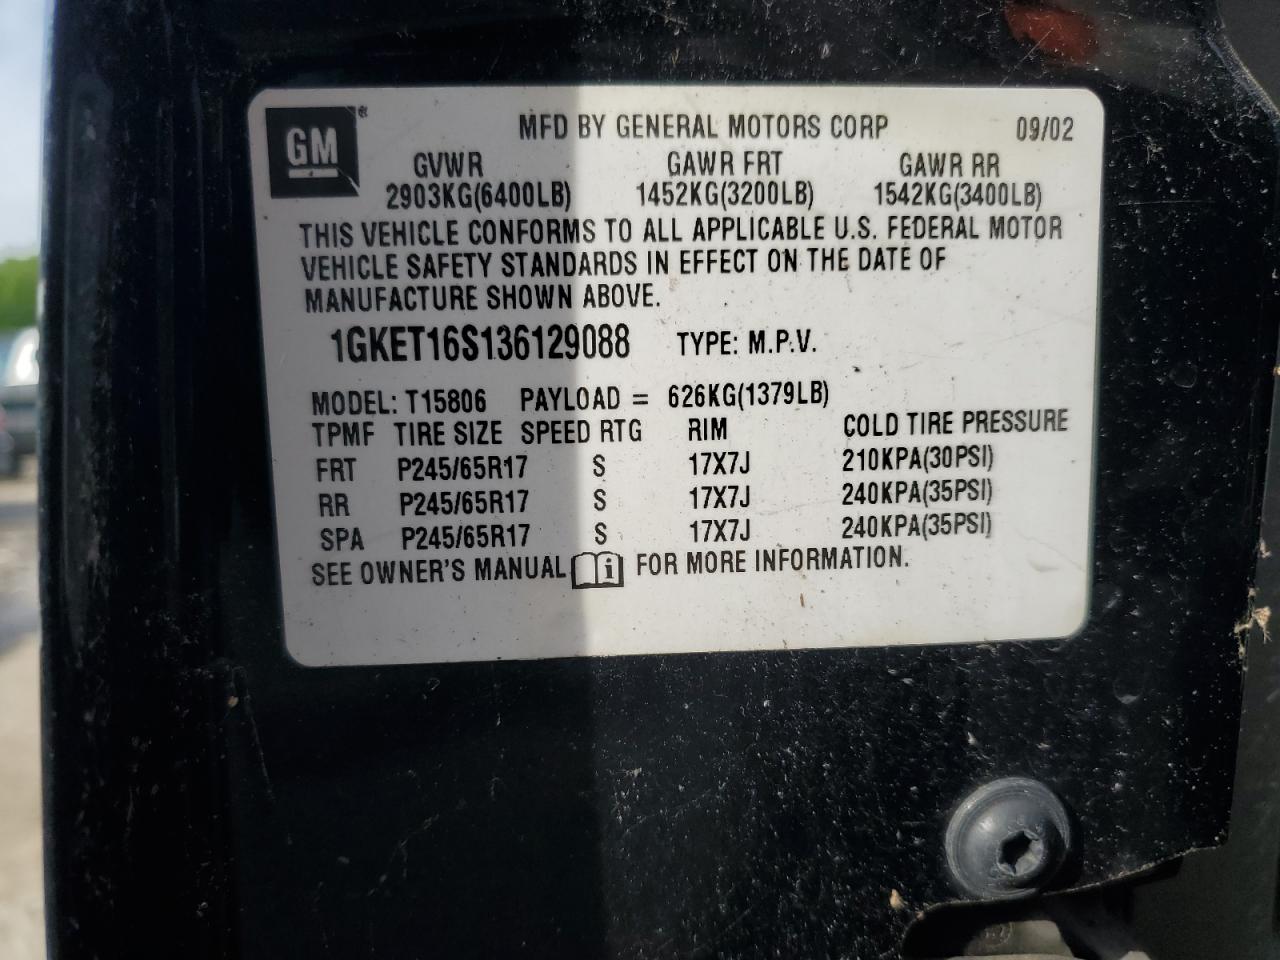 GM® MFD BY GENERAL MOTORS CORP 09/02
GVWR GAWR FRT GAWR RR
2903KG(6400LB) 1452KG(3200LB) 1542KG(3400LB)
THIS VEHICLE CONFORMS TO ALL APPLICABLE U.S. FEDERAL MOTOR
VEHICLE SAFETY STANDARDS IN EFFECT ON THE DATE OF
MANUFACTURE SHOWN ABOVE.
1GKET16S136129088 TYPE: M.P.V.
MODEL: T15806 PAYLOAD = 626KG(1379LB)
TPMF TIRE SIZE SPEED RTG RIM COLD TIRE PRESSURE
FRT P245/65R17 S 17X7J 210KPA(30PSI)
RR P245/65R17 S 17X7J 240KPA(35PSI)
SPA P245/65R17 S 17X7J 240KPA(35PSI)
SEE OWNER'S MANUAL i FOR MORE INFORMATION.